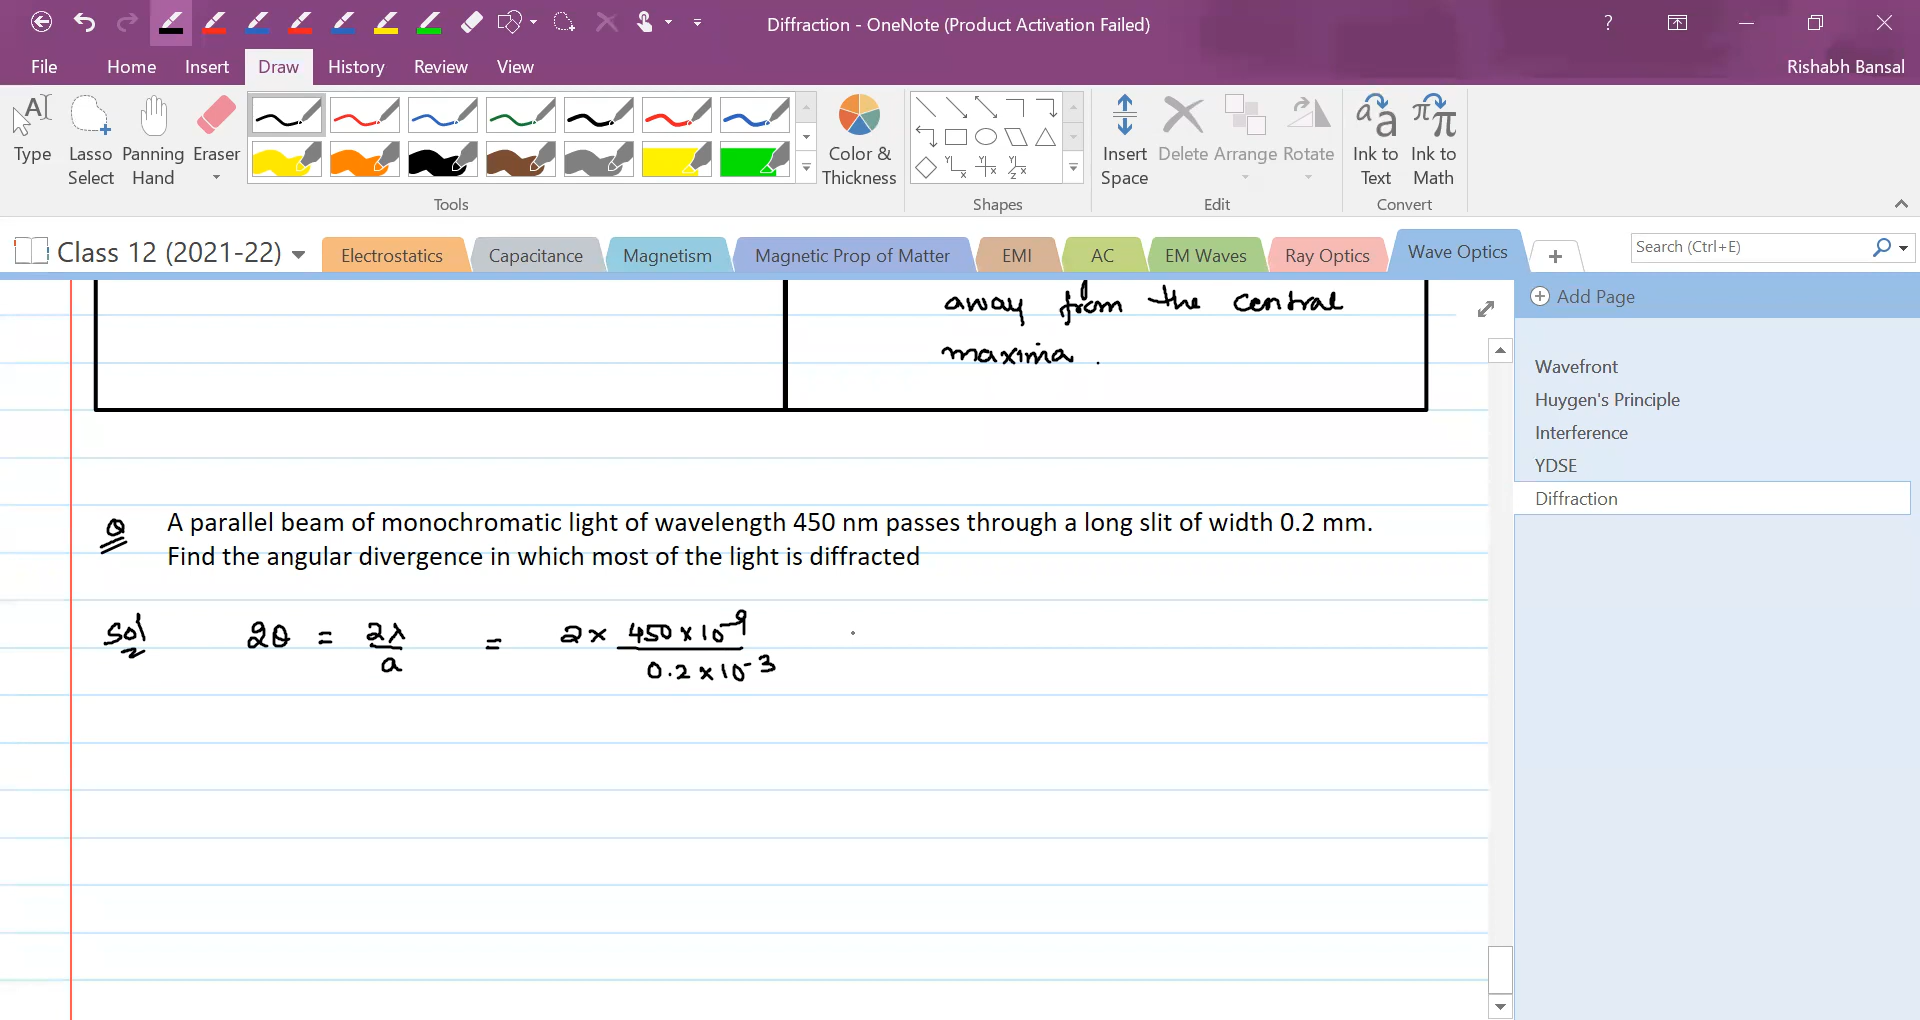 Diffraction - OneNote (Product Activation Failed)
?
File Home Insert Draw History Review View
Rishabh Bansal
Type
Lasso Select
Panning Hand
Eraser
Color & Thickness
Insert Space
Delete
Arrange
Rotate
Ink to Text
Ink to Math
Tools
Shapes
Edit
Convert
Class 12 (2021-22)
Electrostatics Capacitance Magnetism Magnetic Prop of Matter EMI AC EM Waves Ray Optics Wave Optics +
Search (Ctrl+E)
Add Page
Wavefront
Huygen's Principle
Interference
YDSE
Diffraction
away from the central
maxima .
Q A parallel beam of monochromatic light of wavelength 450 nm passes through a long slit of width 0.2 mm.
Find the angular divergence in which most of the light is diffracted
Sol 2θ = 2λ/a = 2 × 450 × 10⁻⁹ / 0.2 × 10⁻³